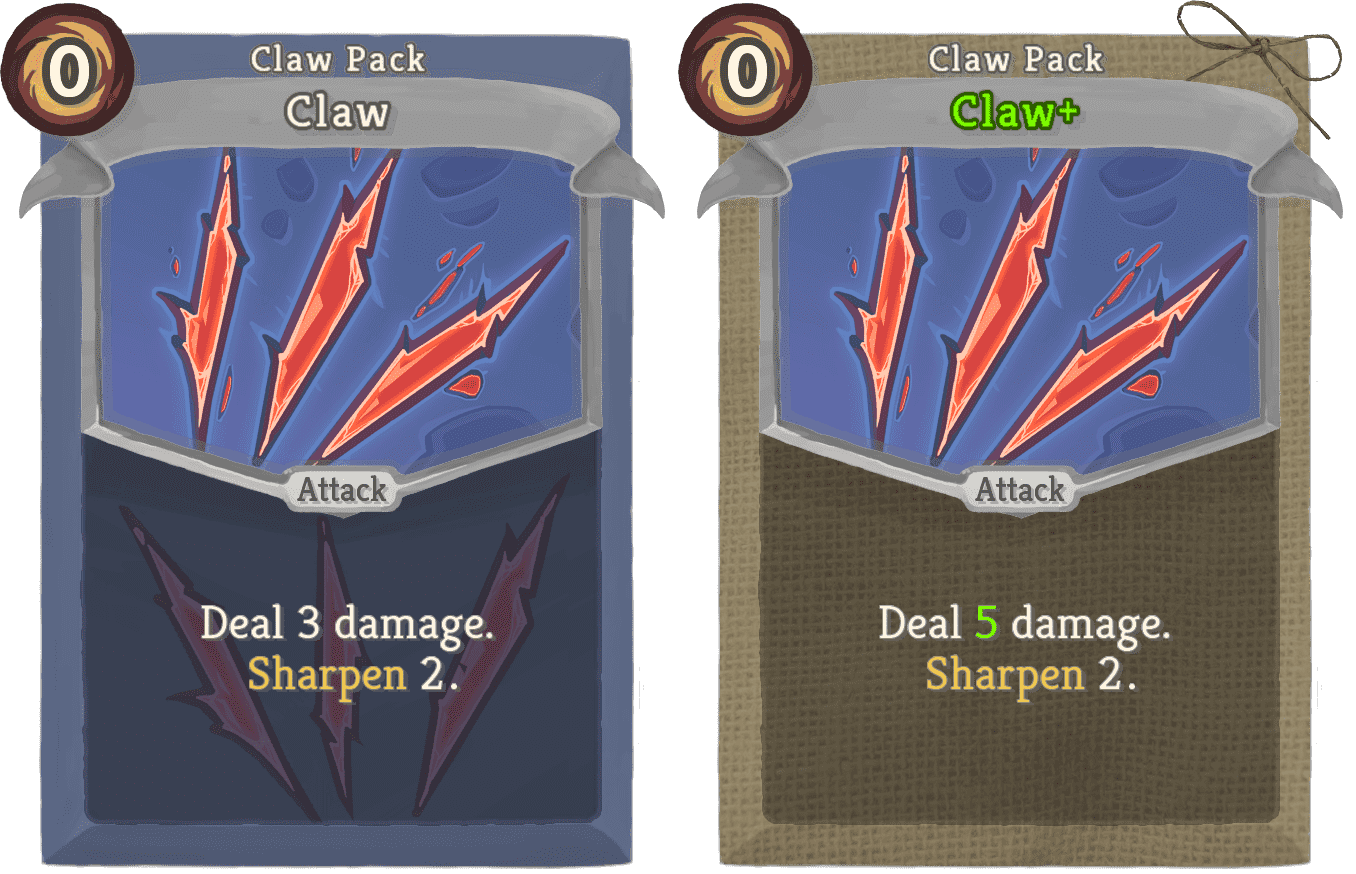 0
Claw Pack
Claw
Attack
Deal 3 damage.
Sharpen 2.
0
Claw Pack
Claw+
Attack
Deal 5 damage.
Sharpen 2.